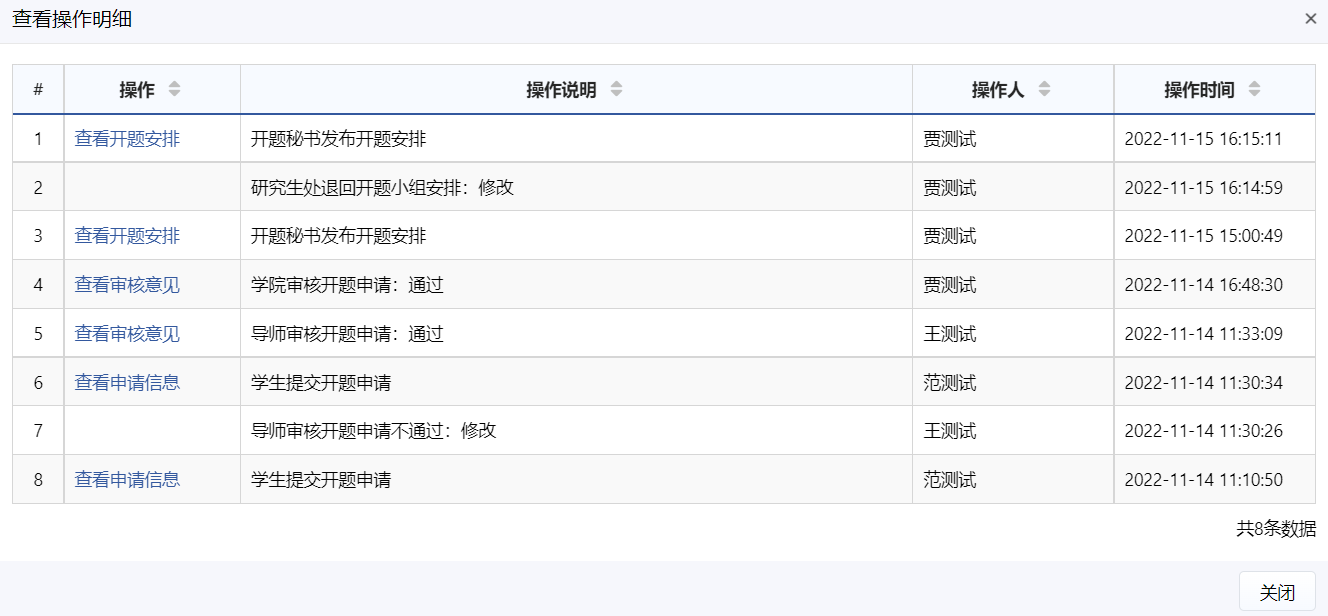 查看操作明细 ×
# 操作 操作说明 操作人 操作时间
1 查看开题安排 开题秘书发布开题安排 贾测试 2022-11-15 16:15:11
2 研究生处退回开题小组安排：修改 贾测试 2022-11-15 16:14:59
3 查看开题安排 开题秘书发布开题安排 贾测试 2022-11-15 15:00:49
4 查看审核意见 学院审核开题申请：通过 贾测试 2022-11-14 16:48:30
5 查看审核意见 导师审核开题申请：通过 王测试 2022-11-14 11:33:09
6 查看申请信息 学生提交开题申请 范测试 2022-11-14 11:30:34
7 导师审核开题申请不通过：修改 王测试 2022-11-14 11:30:26
8 查看申请信息 学生提交开题申请 范测试 2022-11-14 11:10:50
共8条数据
关闭